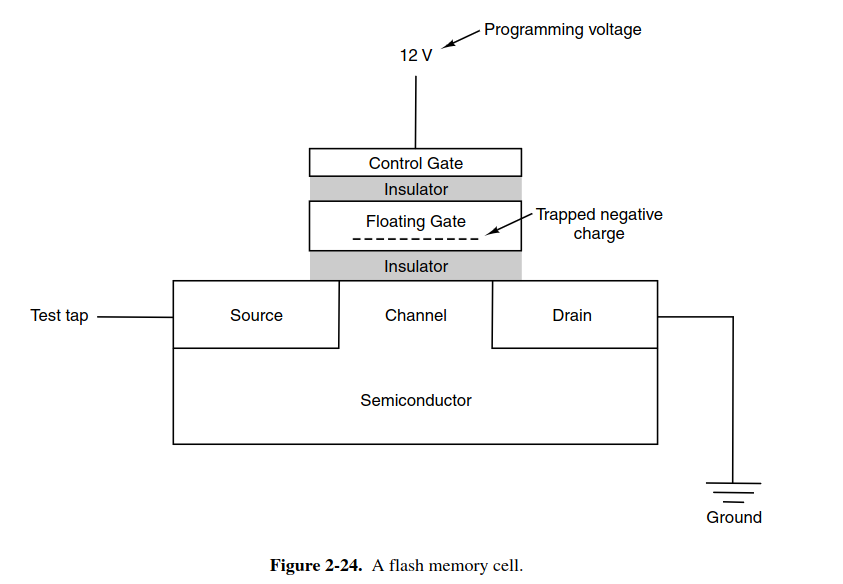 Programming voltage
12 V
Control Gate
Insulator
Floating Gate
Trapped negative
charge
Insulator
Test tap
Source
Channel
Drain
Semiconductor
Ground
Figure 2-24. A flash memory cell.